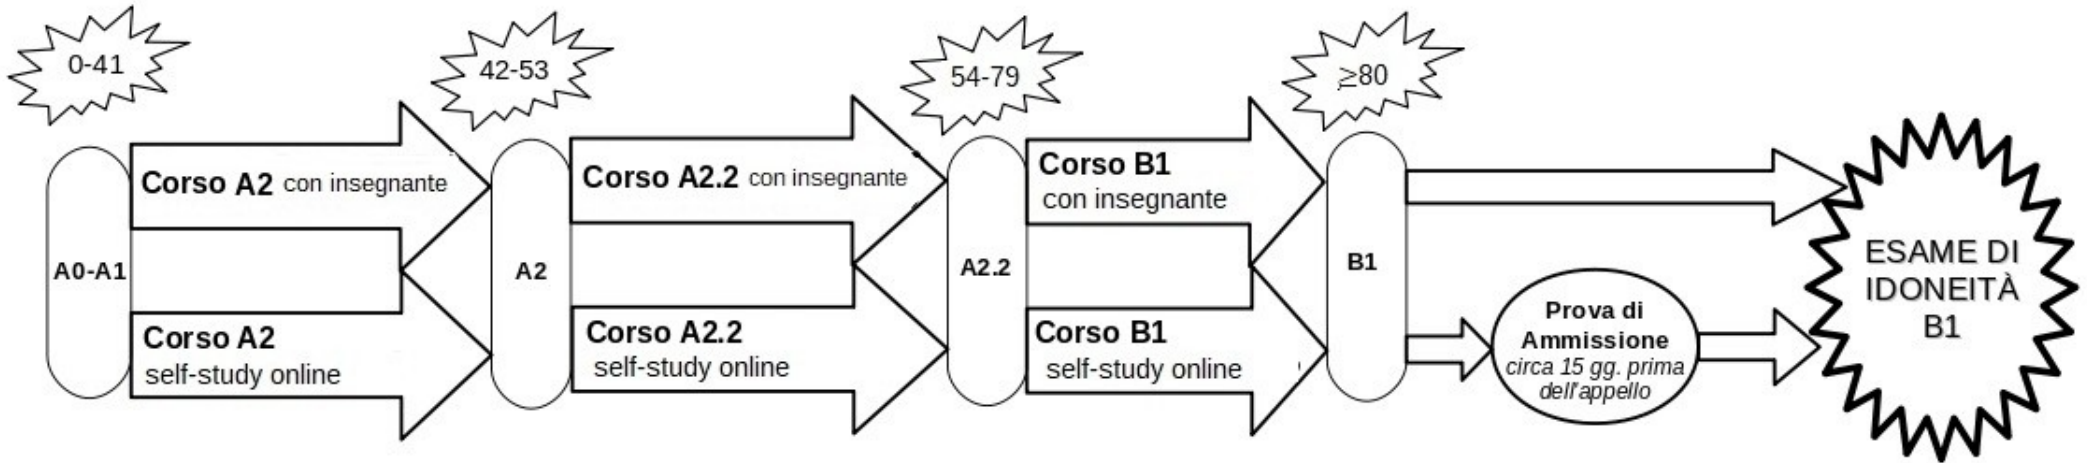 0-41
42-53
54-79
≥80
A0-A1
Corso A2 con insegnante
Corso A2
self-study online
A2
Corso A2.2 con insegnante
Corso A2.2
self-study online
A2.2
Corso B1
con insegnante
Corso B1
self-study online
B1
Prova di
Ammissione
circa 15 gg. prima
dell'appello
ESAME DI
IDONEITÀ
B1